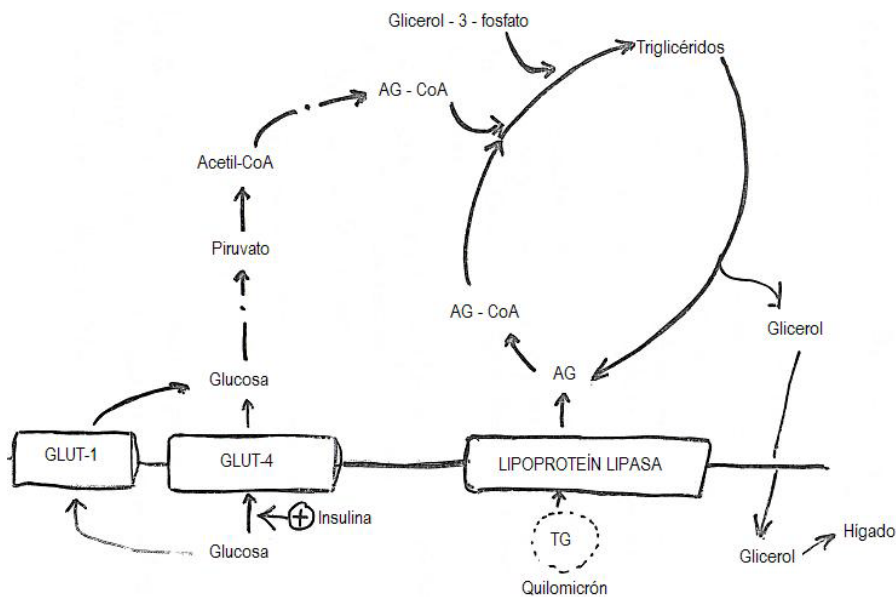 Glicerol - 3 - fosfato
Triglicéridos
AG - CoA
Acetil-CoA
Piruvato
AG - CoA
Glicerol
Glucosa
AG
GLUT-1
GLUT-4
LIPOPROTEÍN LIPASA
+ Insulina
Glucosa
TG
Quilomicrón
Glicerol
Hígado